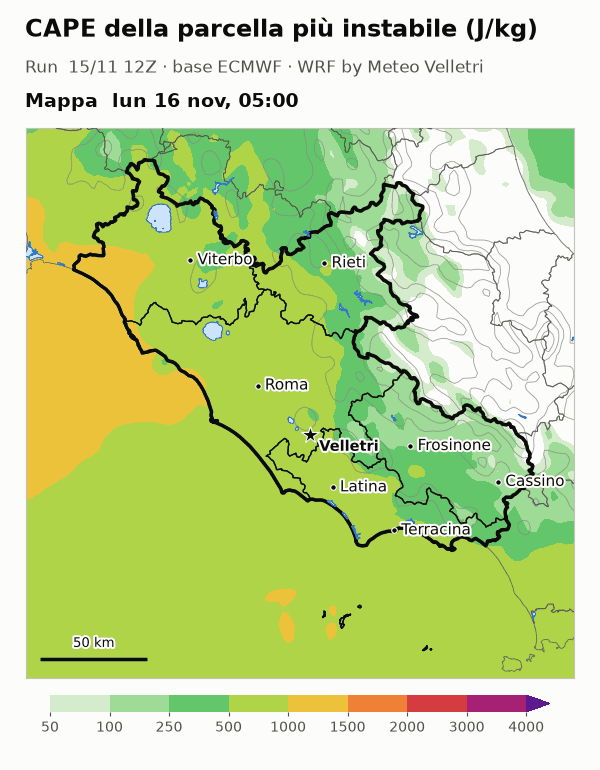 CAPE della parcella più instabile (J/kg)
Run  15/11 12Z · base ECMWF · WRF by Meteo Velletri
Mappa  lun 16 nov, 05:00
Viterbo
Rieti
Roma
Velletri
Frosinone
Cassino
Latina
Terracina
50 km
50 100 250 500 1000 1500 2000 3000 4000